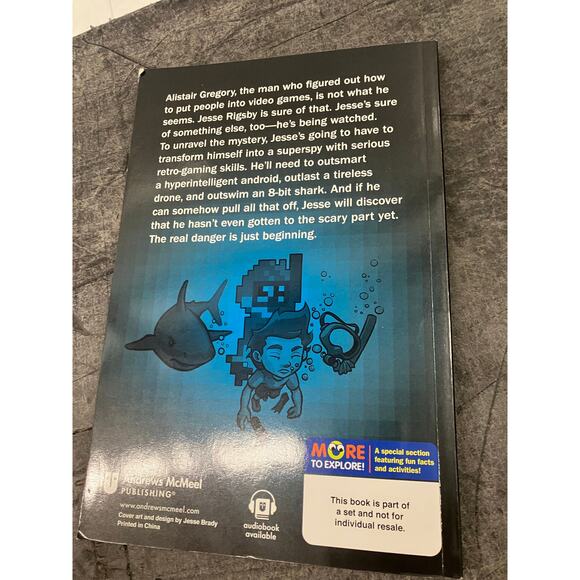 Alistair Gregory, the man who figured out how
to put people into video games, is not what he
seems. Jesse Rigsby is sure of that. Jesse's sure
of something else, too—he's being watched.
To unravel the mystery, Jesse's going to have to
transform himself into a superspy with serious
retro-gaming skills. He'll need to outsmart
a hyperintelligent android, outlast a tireless
drone, and outswim an 8-bit shark. And if he
can somehow pull all that off, Jesse will discover
that he hasn't even gotten to the scary part yet.
The real danger is just beginning.
MORE
TO EXPLORE!
A special section
featuring fun facts
and activities!
This book is part of
a set and not for
individual resale.
Andrews McMeel
PUBLISHING®
www.andrewsmcmeel.com
Cover art and design by Jesse Brady
Printed in China
audiobook
available